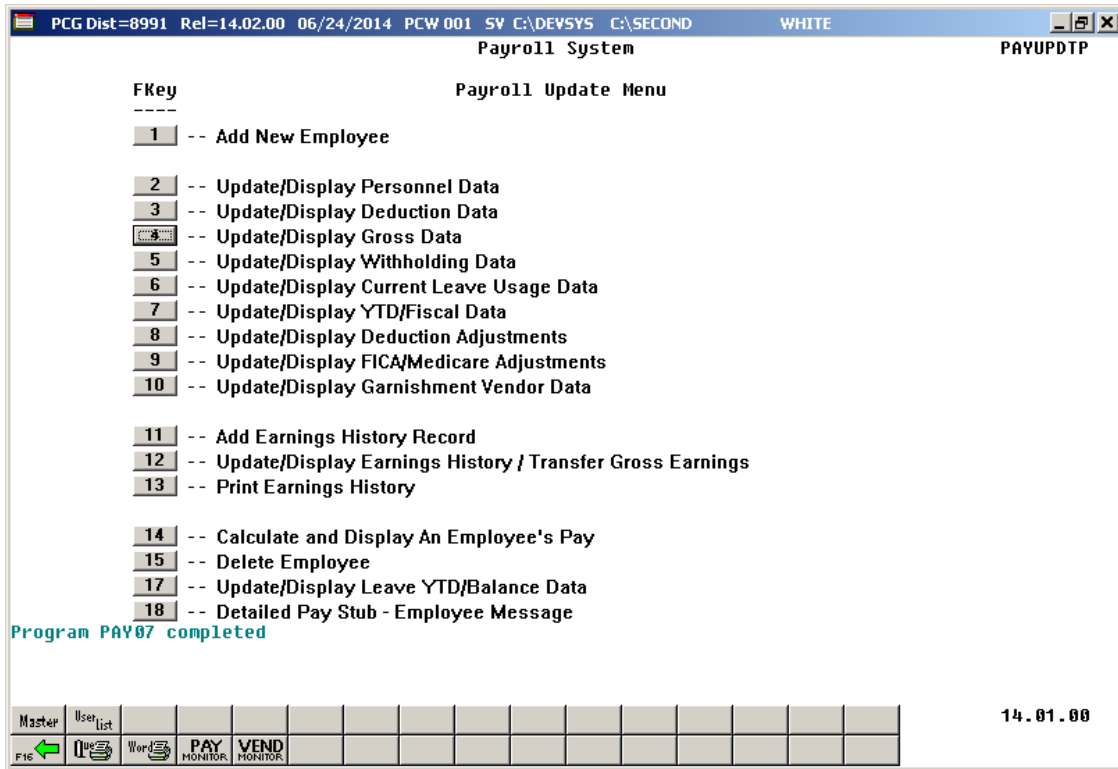 PCG Dist=8991 Rel=14.02.00 06/24/2014 PCW 001 SV C:\DEVSYS C:\SECOND WHITE
Payroll System PAYUPDTP
FKey Payroll Update Menu
----
1 -- Add New Employee
2 -- Update/Display Personnel Data
3 -- Update/Display Deduction Data
4 -- Update/Display Gross Data
5 -- Update/Display Withholding Data
6 -- Update/Display Current Leave Usage Data
7 -- Update/Display YTD/Fiscal Data
8 -- Update/Display Deduction Adjustments
9 -- Update/Display FICA/Medicare Adjustments
10 -- Update/Display Garnishment Vendor Data
11 -- Add Earnings History Record
12 -- Update/Display Earnings History / Transfer Gross Earnings
13 -- Print Earnings History
14 -- Calculate and Display An Employee's Pay
15 -- Delete Employee
17 -- Update/Display Leave YTD/Balance Data
18 -- Detailed Pay Stub - Employee Message
Program PAY07 completed
Master User List 14.01.00
F16 Que Word PAY MONITOR VEND MONITOR